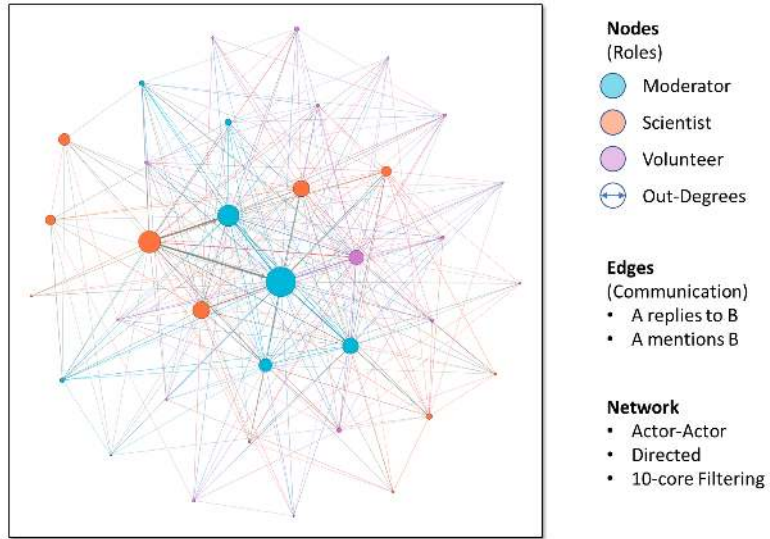 Nodes
(Roles)
Moderator
Scientist
Volunteer
Out-Degrees
Edges
(Communication)
• A replies to B
• A mentions B
Network
• Actor-Actor
• Directed
• 10-core Filtering